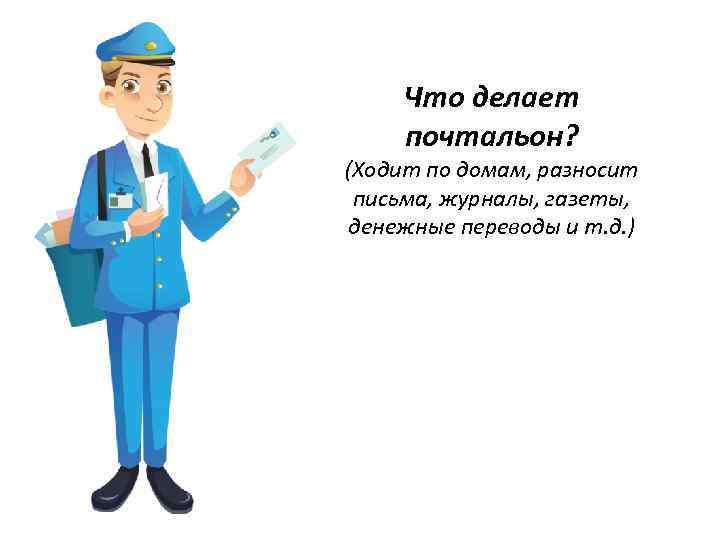 Что делает
почтальон?
(Ходит по домам, разносит
письма, журналы, газеты,
денежные переводы и т.д.)